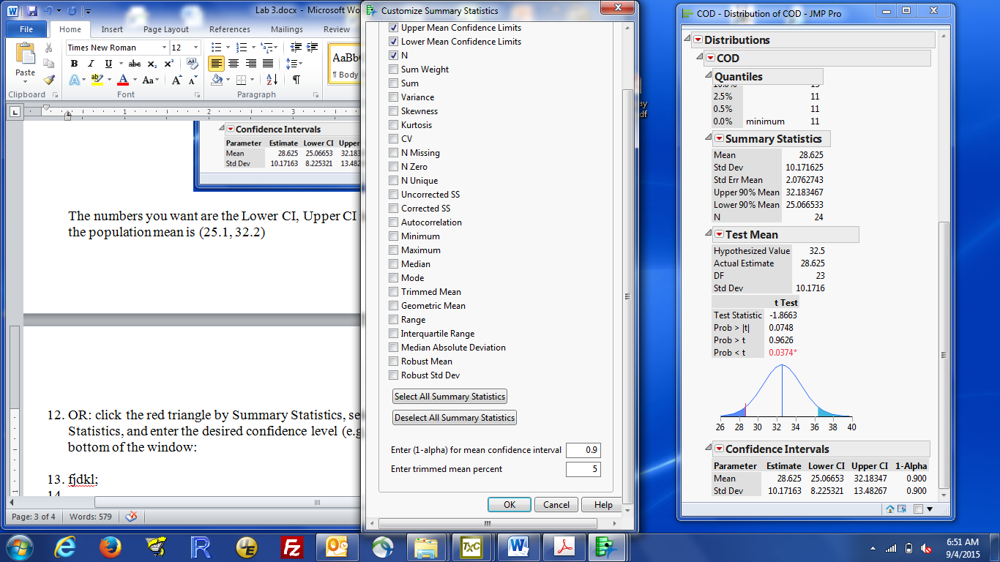 Lab 3.docx - Microsoft Wo
File
Home
Insert
Page Layout
References
Mailings
Review
Paste
Times New Roman
12
B I U abc x₂ x²
A ab A Aa A A
AaBb
¶ Body
Clipboard
Font
Paragraph
1 2 3
Confidence Intervals
Parameter Estimate Lower CI Upper
Mean 28.625 25.06653 32.1834
Std Dev 10.17163 8.225321 13.482
The numbers you want are the Lower CI, Upper CI
the population mean is (25.1, 32.2)
12. OR: click the red triangle by Summary Statistics, se
Statistics, and enter the desired confidence level (e.g
bottom of the window:
13. fjdkl;
14.
Page: 3 of 4
Words: 579
Customize Summary Statistics
Upper Mean Confidence Limits
Lower Mean Confidence Limits
N
Sum Weight
Sum
Variance
Skewness
Kurtosis
CV
N Missing
N Zero
N Unique
Uncorrected SS
Corrected SS
Autocorrelation
Minimum
Maximum
Median
Mode
Trimmed Mean
Geometric Mean
Range
Interquartile Range
Median Absolute Deviation
Robust Mean
Robust Std Dev
Select All Summary Statistics
Deselect All Summary Statistics
Enter (1-alpha) for mean confidence interval 0.9
Enter trimmed mean percent 5
OK
Cancel
Help
ay
df
COD - Distribution of COD - JMP Pro
Distributions
COD
Quantiles
2.5% 11
0.5% 11
0.0% minimum 11
Summary Statistics
Mean 28.625
Std Dev 10.171625
Std Err Mean 2.0762743
Upper 90% Mean 32.183467
Lower 90% Mean 25.066533
N 24
Test Mean
Hypothesized Value 32.5
Actual Estimate 28.625
DF 23
Std Dev 10.1716
t Test
Test Statistic -1.8663
Prob > |t| 0.0748
Prob > t 0.9626
Prob < t 0.0374*
26 28 30 32 34 36 38 40
Confidence Intervals
Parameter Estimate Lower CI Upper CI 1-Alpha
Mean 28.625 25.06653 32.18347 0.900
Std Dev 10.17163 8.225321 13.48267 0.900
R
UE
FZ
TXC
W
6:51 AM
9/4/2015